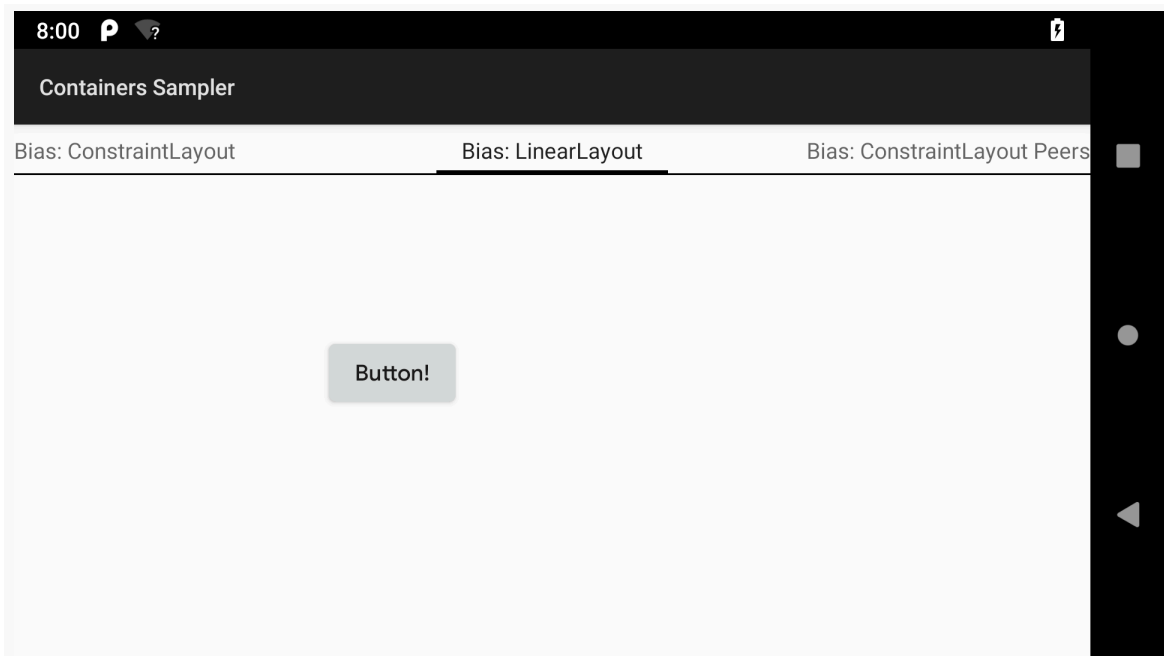 8:00
Containers Sampler
Bias: ConstraintLayout Bias: LinearLayout Bias: ConstraintLayout Peers
Button!